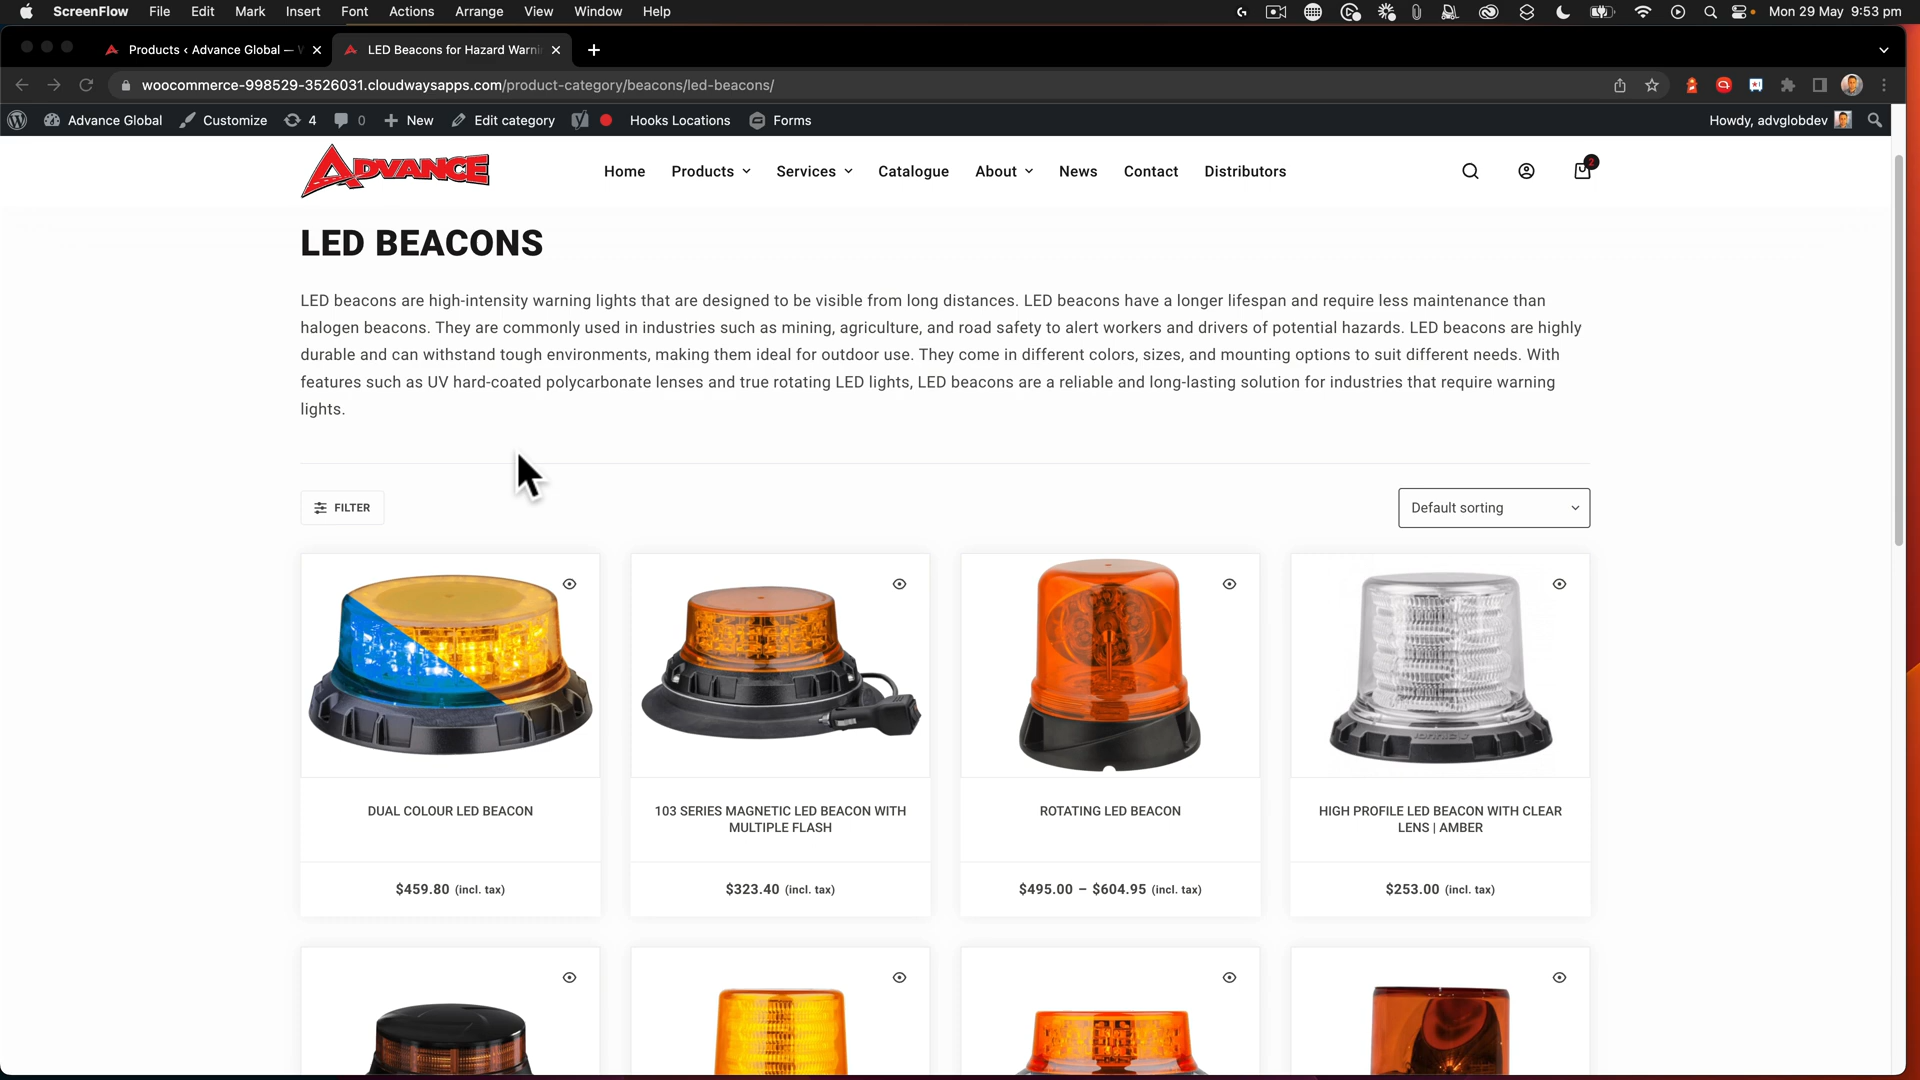 ScreenFlow File Edit Mark Insert Font Actions Arrange View Window Help Mon 29 May 9:53 pm
Products ‹ Advance Global — W LED Beacons for Hazard Warni
woocommerce-998529-3526031.cloudwaysapps.com/product-category/beacons/led-beacons/
Advance Global Customize 4 0 New Edit category Hooks Locations Forms Howdy, advglobdev
ADVANCE Home Products Services Catalogue About News Contact Distributors 2
LED BEACONS
LED beacons are high-intensity warning lights that are designed to be visible from long distances. LED beacons have a longer lifespan and require less maintenance than
halogen beacons. They are commonly used in industries such as mining, agriculture, and road safety to alert workers and drivers of potential hazards. LED beacons are highly
durable and can withstand tough environments, making them ideal for outdoor use. They come in different colors, sizes, and mounting options to suit different needs. With
features such as UV hard-coated polycarbonate lenses and true rotating LED lights, LED beacons are a reliable and long-lasting solution for industries that require warning
lights.
FILTER Default sorting
DUAL COLOUR LED BEACON
103 SERIES MAGNETIC LED BEACON WITH
MULTIPLE FLASH
ROTATING LED BEACON
HIGH PROFILE LED BEACON WITH CLEAR
LENS | AMBER
$459.80 (incl. tax)
$323.40 (incl. tax)
$495.00 – $604.95 (incl. tax)
$253.00 (incl. tax)